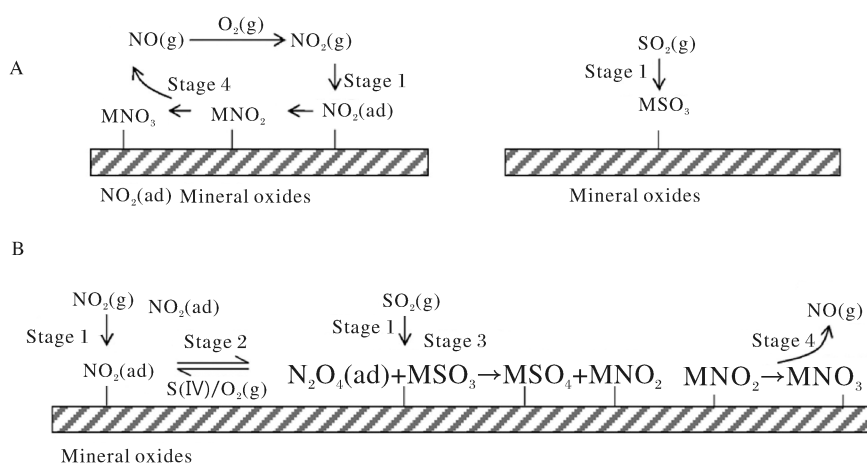 A
NO(g) O₂(g) NO₂(g)
Stage 4
Stage 1
MNO₃ MNO₂ NO₂(ad)
NO₂(ad) Mineral oxides
SO₂(g)
Stage 1
MSO₃
Mineral oxides
B
NO₂(g) NO₂(ad)
Stage 1
NO₂(ad)
Stage 2
S(IV)/O₂(g)
SO₂(g)
Stage 1 Stage 3
N₂O₄(ad)+MSO₃→MSO₄+MNO₂
NO(g)
Stage 4
MNO₂→MNO₃
Mineral oxides